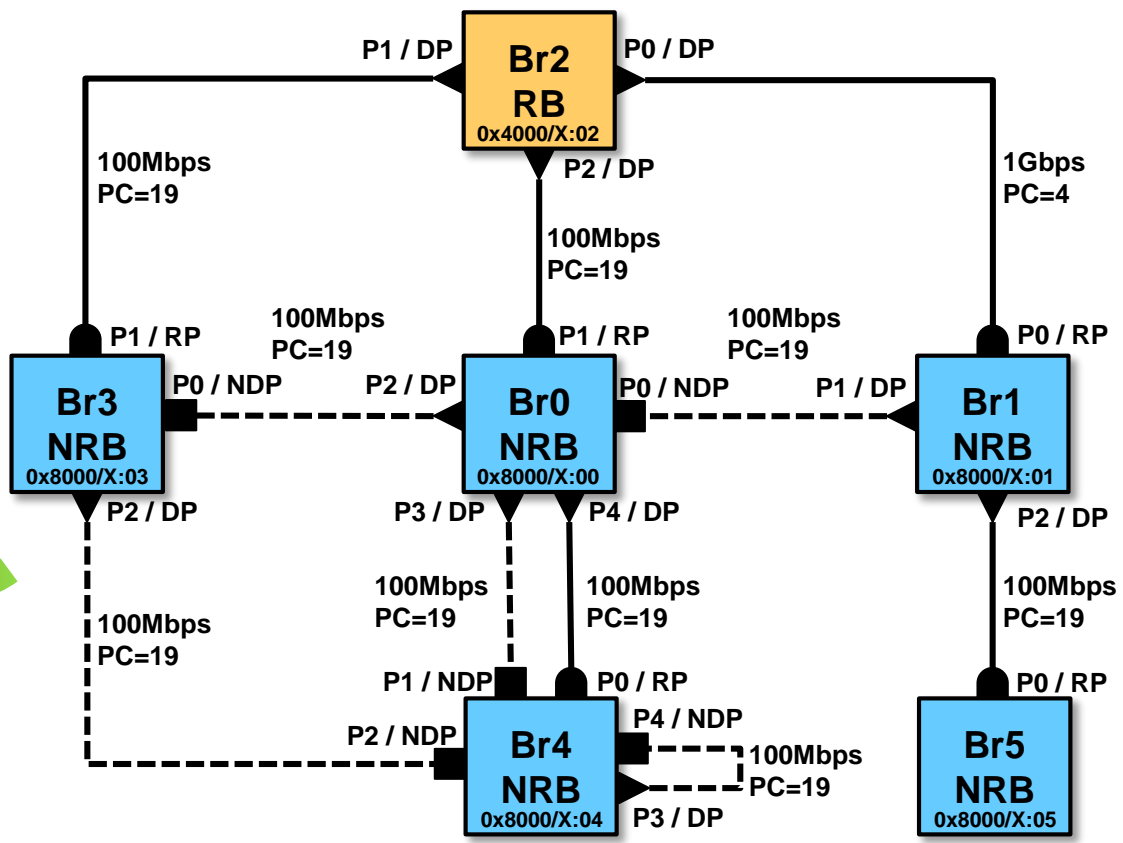 P1 / DP
Br2
RB
0x4000/X:02
P0 / DP
P2 / DP
100Mbps
PC=19
100Mbps
PC=19
1Gbps
PC=4
P1 / RP
100Mbps
PC=19
P1 / RP
100Mbps
PC=19
P0 / RP
Br3
NRB
0x8000/X:03
P0 / NDP
P2 / DP
Br0
NRB
0x8000/X:00
P0 / NDP
P1 / DP
Br1
NRB
0x8000/X:01
P2 / DP
P3 / DP
P4 / DP
P2 / DP
100Mbps
PC=19
100Mbps
PC=19
100Mbps
PC=19
100Mbps
PC=19
P1 / NDP
P0 / RP
P0 / RP
P2 / NDP
Br4
NRB
0x8000/X:04
P4 / NDP
100Mbps
PC=19
P3 / DP
Br5
NRB
0x8000/X:05